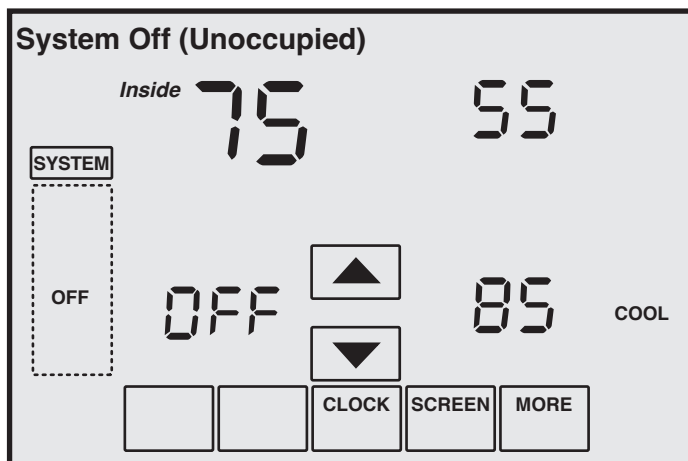 System Off (Unoccupied)
Inside 75 55
SYSTEM
OFF OFF 85 COOL
CLOCK SCREEN MORE